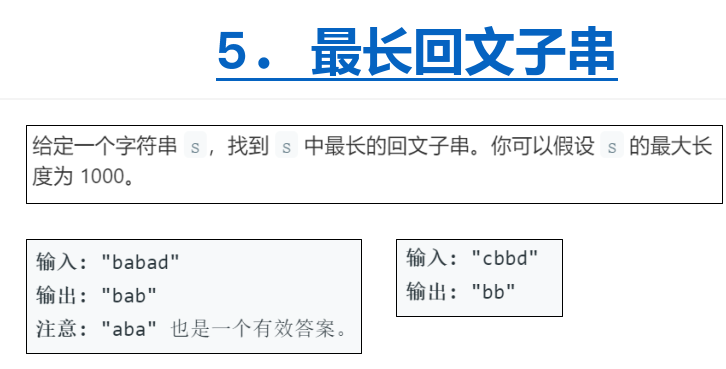 5. 最长回文子串
给定一个字符串 s，找到 s 中最长的回文子串。你可以假设 s 的最大长
度为 1000。
输入: "babad"
输出: "bab"
注意: "aba" 也是一个有效答案。
输入: "cbbd"
输出: "bb"